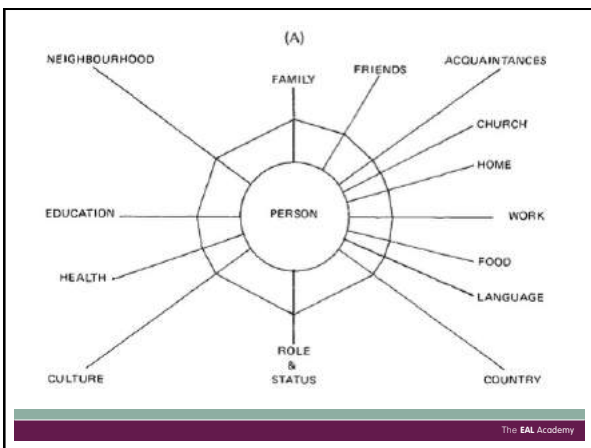 (A)
NEIGHBOURHOOD
FAMILY
FRIENDS
ACQUAINTANCES
CHURCH
HOME
EDUCATION
PERSON
WORK
FOOD
HEALTH
LANGUAGE
ROLE
&
STATUS
CULTURE
COUNTRY
The EAL Academy